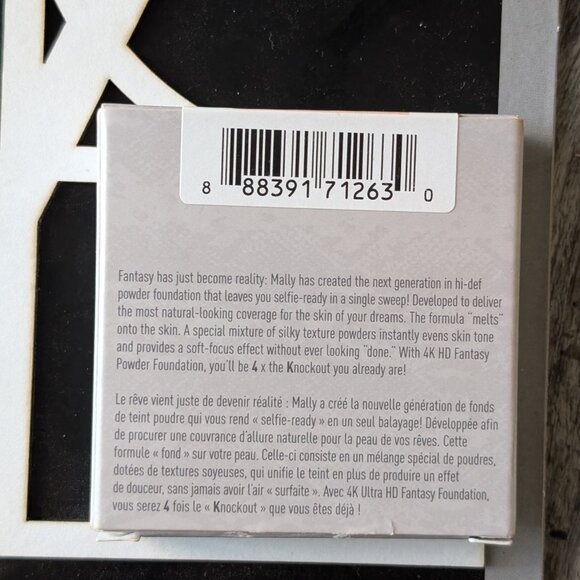 8 88391 71263 0
Fantasy has just become reality: Mally has created the next generation in hi-def
powder foundation that leaves you selfie-ready in a single sweep! Developed to deliver
the most natural-looking coverage for the skin of your dreams. The formula "melts"
onto the skin. A special mixture of silky texture powders instantly evens skin tone
and provides a soft-focus effect without ever looking "done." With 4K HD Fantasy
Powder Foundation, you'll be 4 x the Knockout you already are!
Le rêve vient juste de devenir réalité : Mally a créé la nouvelle génération de fonds
de teint poudre qui vous rend « selfie-ready » en un seul balayage! Développée afin
de procurer une couvrance d'allure naturelle pour la peau de vos rêves. Cette
formule « fond » sur votre peau. Celle-ci consiste en un mélange spécial de poudres,
dotées de textures soyeuses, qui unifie le teint en plus de produire un effet
de douceur, sans jamais avoir l'air « surfaite ». Avec 4K Ultra HD Fantasy Foundation,
vous serez 4 fois le « Knockout » que vous êtes déjà !